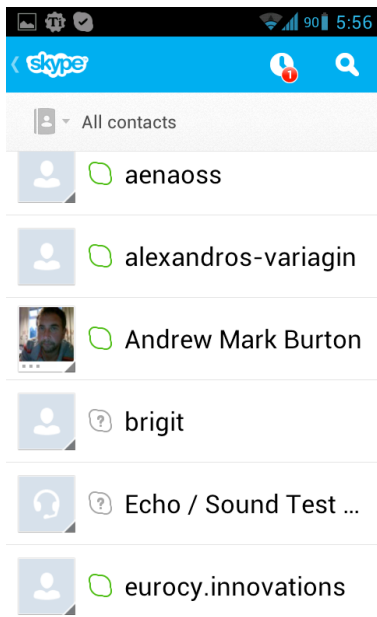 90 5:56
skype
1
All contacts
aenaoss
alexandros-variagin
Andrew Mark Burton
? brigit
? Echo / Sound Test ...
eurocy.innovations